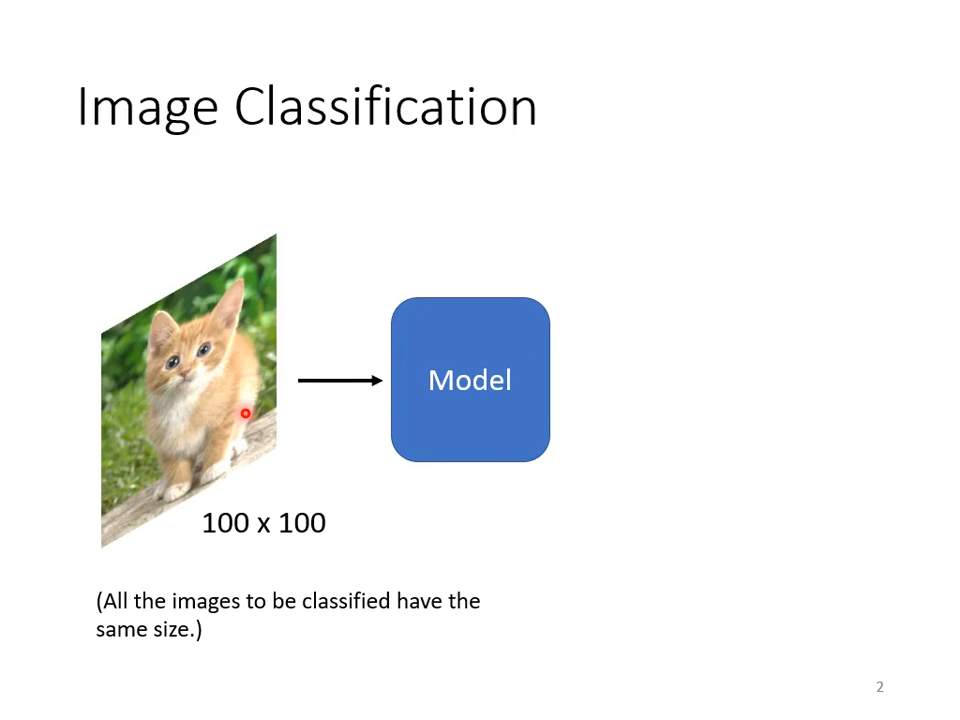 Image Classification
Model
100 x 100
(All the images to be classified have the
same size.)
2